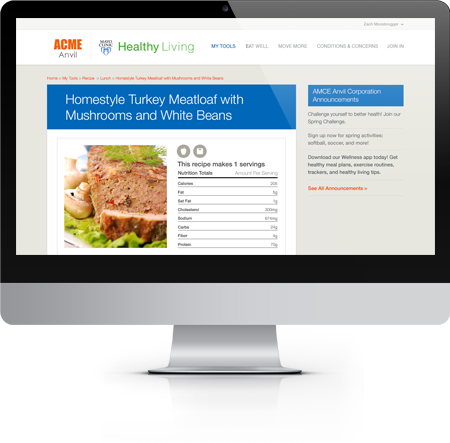 Zach Moosbrugger
ACME
Anvil
MAYO
CLINIC
Healthy Living
MY TOOLS EAT WELL MOVE MORE CONDITIONS & CONCERNS JOIN IN
Home > My Tools > Recipe > Lunch > Homestyle Turkey Meatloaf with Mushrooms and White Beans
Homestyle Turkey Meatloaf with
Mushrooms and White Beans
This recipe makes 1 servings
Nutrition Totals Amount Per Serving
Calories 205
Fat 5g
Sat Fat 1g
Cholesterol 300mg
Sodium 674mg
Carbs 24g
Fiber 4g
Protein 70g
AMCE Anvil Corporation
Announcements
Challenge yourself to better health! Join our
Spring Challenge.
Sign up now for spring activities:
softball, soccer, and more!
Download our Wellness app today! Get
healthy meal plans, exercise routines,
trackers, and healthy living tips.
See All Announcements »